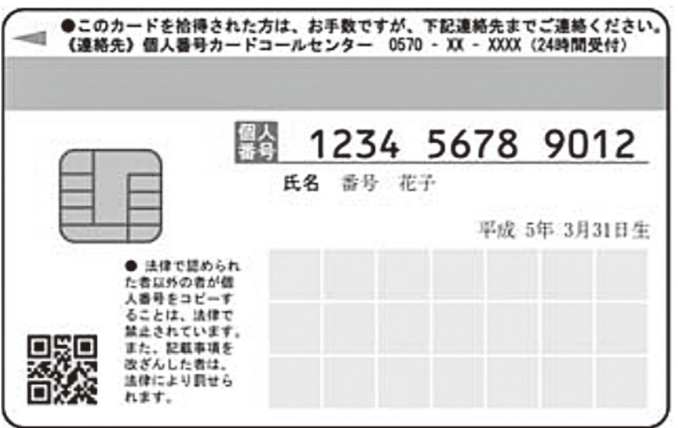 ●このカードを拾得された方は、お手数ですが、下記連絡先までご連絡ください。
《連絡先》個人番号カードコールセンター 0570 - XX - XXXX（24時間受付）
個人番号 1234 5678 9012
氏名 番号 花子
平成 5年 3月31日生
● 法律で認められ
た者以外の者が個
人番号をコピーす
ることは、法律で
禁止されています。
また、記載事項を
改ざんした者は、
法律により罰せら
れます。